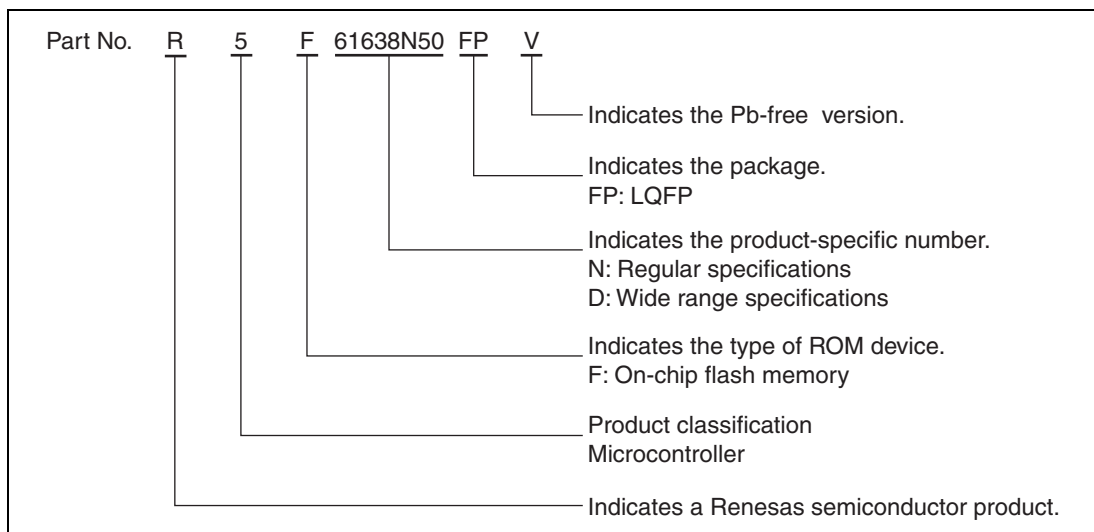 Part No. R 5 F 61638N50 FP V
Indicates the Pb-free version.
Indicates the package.
FP: LQFP
Indicates the product-specific number.
N: Regular specifications
D: Wide range specifications
Indicates the type of ROM device.
F: On-chip flash memory
Product classification
Microcontroller
Indicates a Renesas semiconductor product.